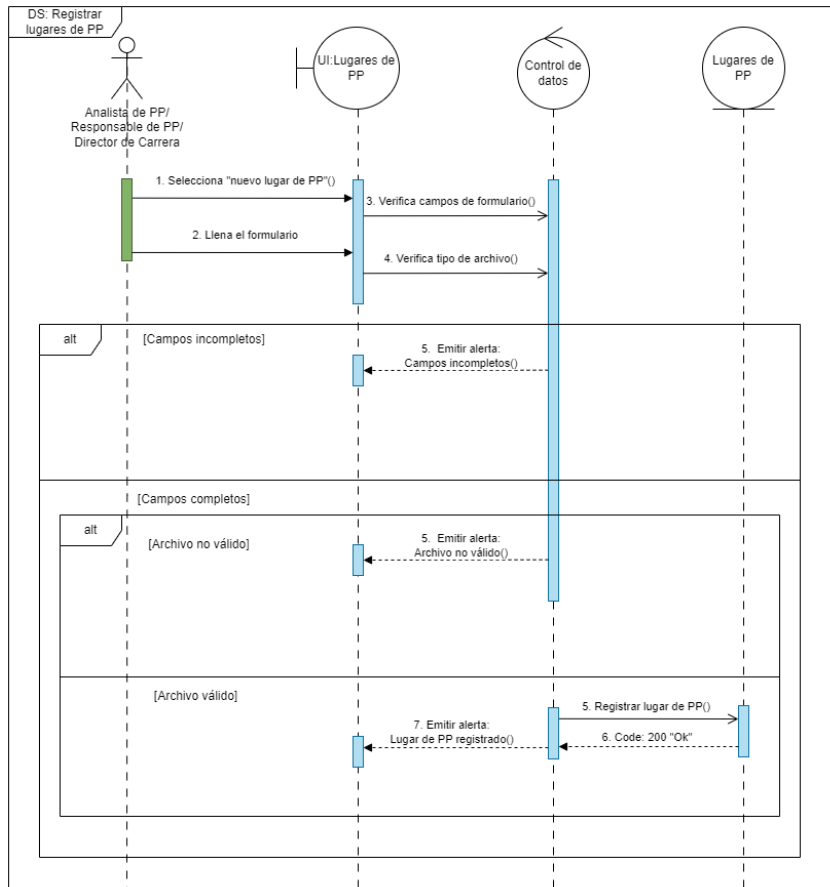 DS: Registrar
lugares de PP
Analista de PP/
Responsable de PP/
Director de Carrera
UI:Lugares de
PP
Control de
datos
Lugares de
PP
1. Selecciona "nuevo lugar de PP"()
3. Verifica campos de formulario()
2. Llena el formulario
4. Verifica tipo de archivo()
alt
[Campos incompletos]
5. Emitir alerta:
Campos incompletos()
[Campos completos]
alt
[Archivo no válido]
5. Emitir alerta:
Archivo no válido()
[Archivo válido]
5. Registrar lugar de PP()
7. Emitir alerta:
Lugar de PP registrado()
6. Code: 200 "Ok"